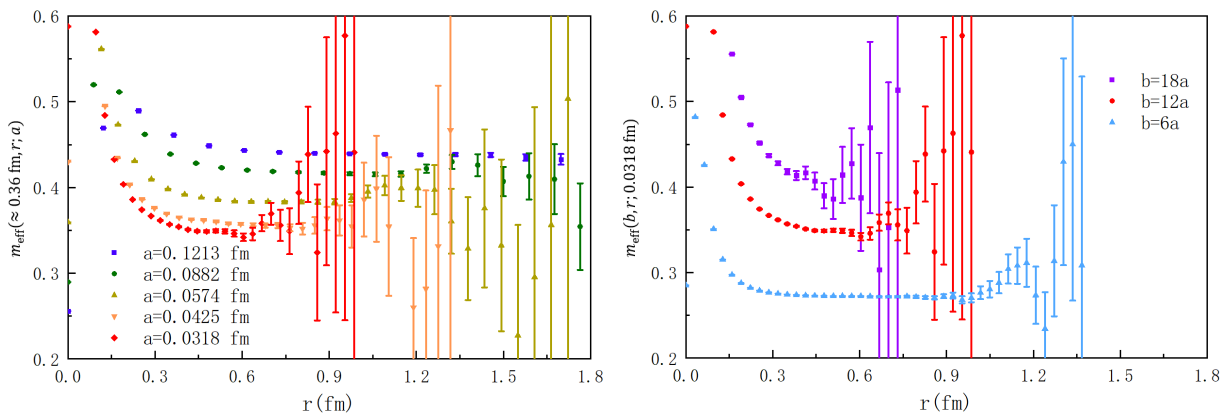 0.6
0.5
0.4
0.3
0.2
m_eff(≈0.36 fm,r;a)
a=0.1213 fm
a=0.0882 fm
a=0.0574 fm
a=0.0425 fm
a=0.0318 fm
0.0 0.3 0.6 0.9 1.2 1.5 1.8
r(fm)
0.6
0.5
0.4
0.3
0.2
m_eff(b,r;0.0318fm)
b=18a
b=12a
b=6a
0.0 0.3 0.6 0.9 1.2 1.5 1.8
r(fm)